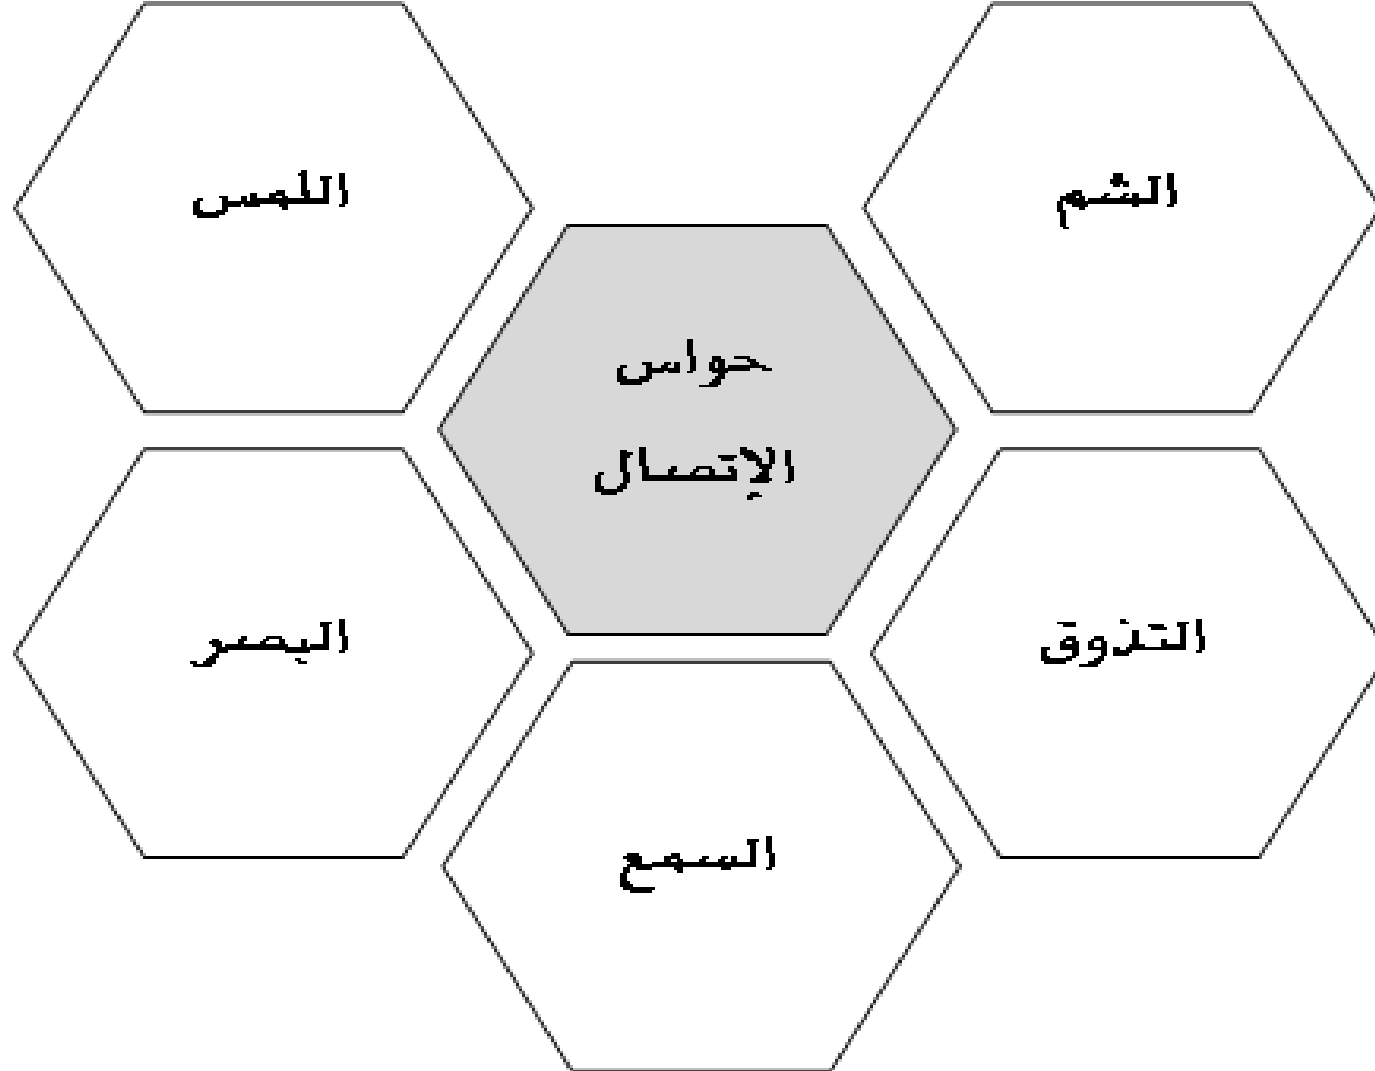 الشم
اللمس
حواس
الإتصال
التذوق
البصر
السمع